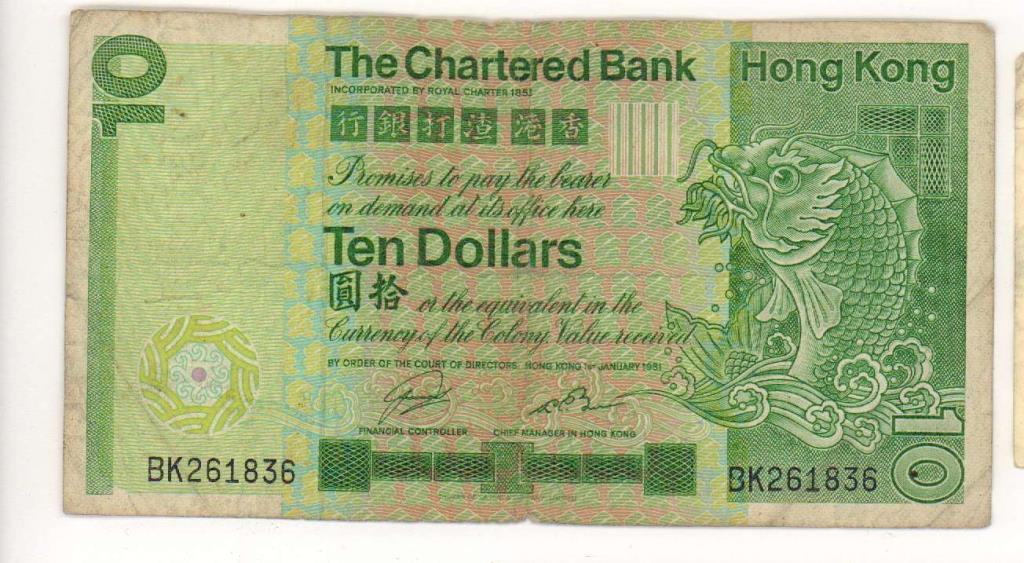 10
The Chartered Bank
Hong Kong
INCORPORATED BY ROYAL CHARTER 1853
行銀打渣 港香
Promises to pay the bearer
on demand at its office here
Ten Dollars
圓拾 or the equivalent in the
Currency of the Colony, Value received
BY ORDER OF THE COURT OF DIRECTORS. HONG KONG 1ST JANUARY 1981
FINANCIAL CONTROLLER CHIEF MANAGER IN HONG KONG
BK261836 BK261836
10